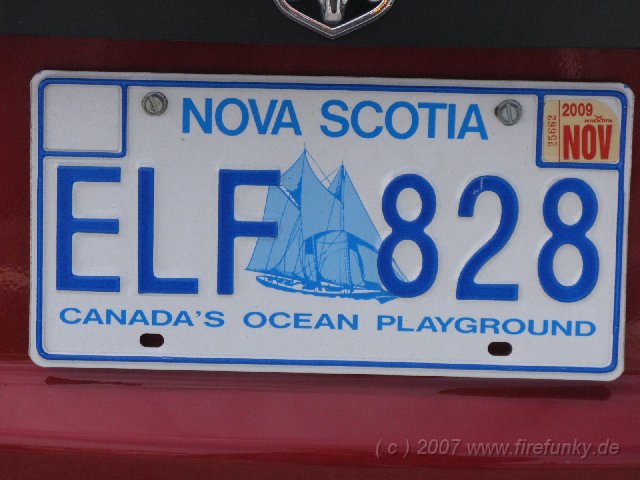 NOVA SCOTIA
25662
2009
NOV
ELF 828
CANADA'S OCEAN PLAYGROUND
( c ) 2007 www.firefunky.de